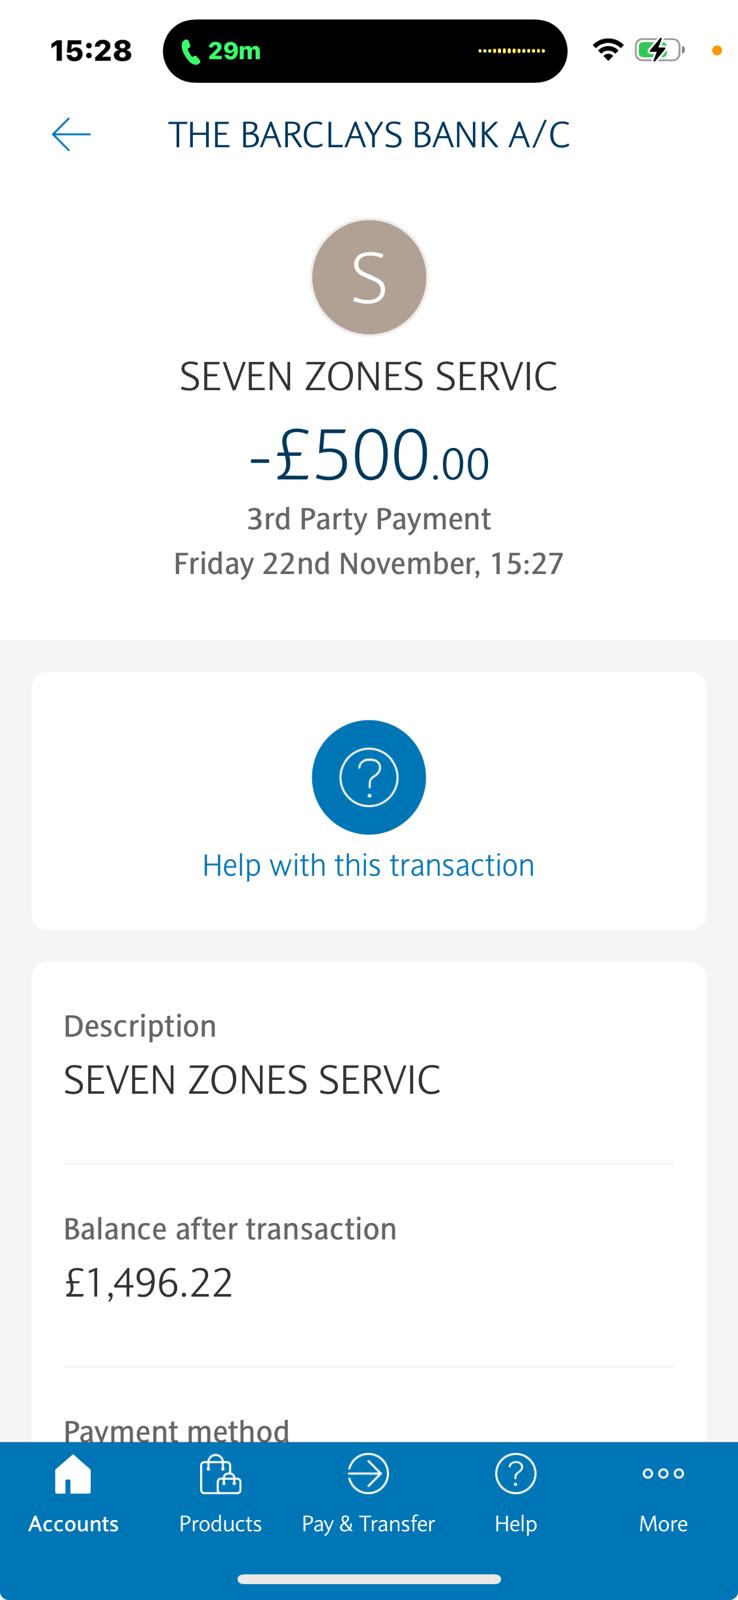 15:28
29m
THE BARCLAYS BANK A/C
S
SEVEN ZONES SERVIC
-£500.00
3rd Party Payment
Friday 22nd November, 15:27
?
Help with this transaction
Description
SEVEN ZONES SERVIC
Balance after transaction
£1,496.22
Payment method
Accounts
Products
Pay & Transfer
?
Help
More